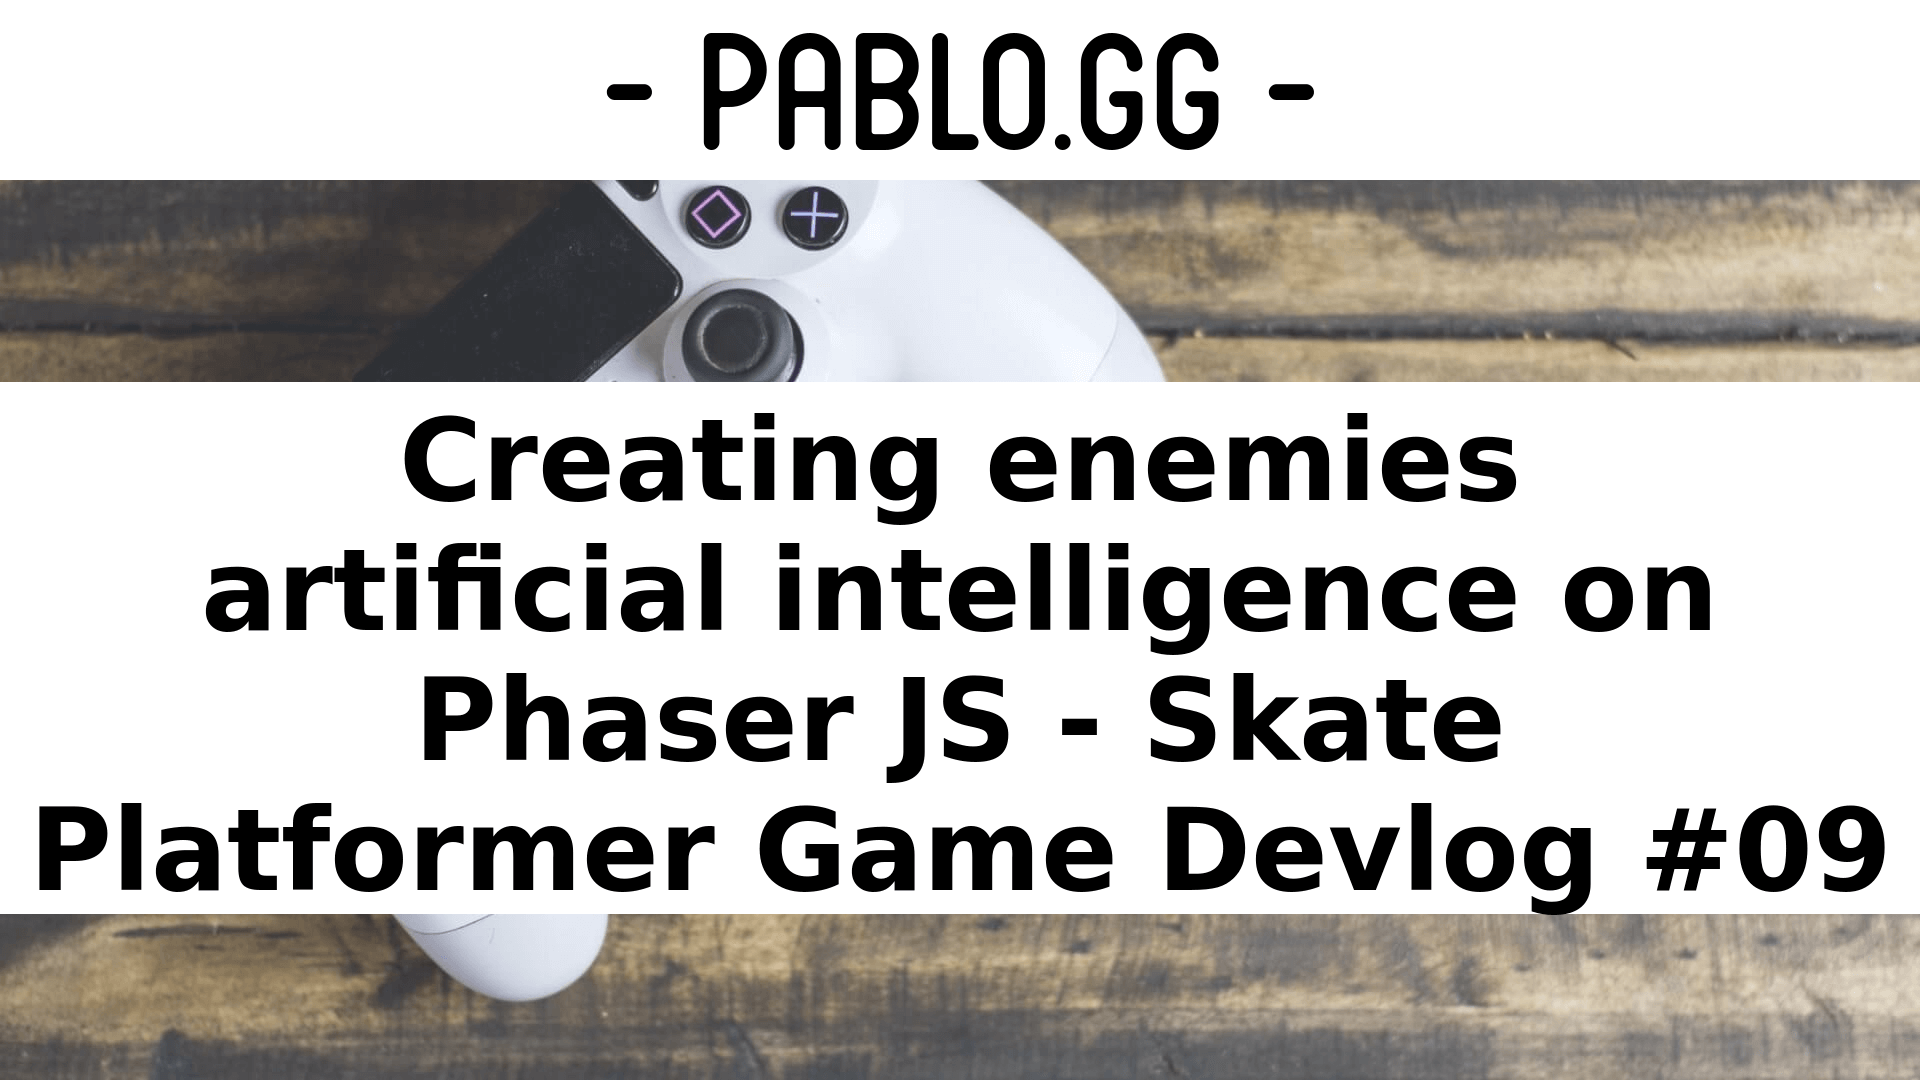 - PABLO.GG -
Creating enemies
artificial intelligence on
Phaser JS - Skate
Platformer Game Devlog #09